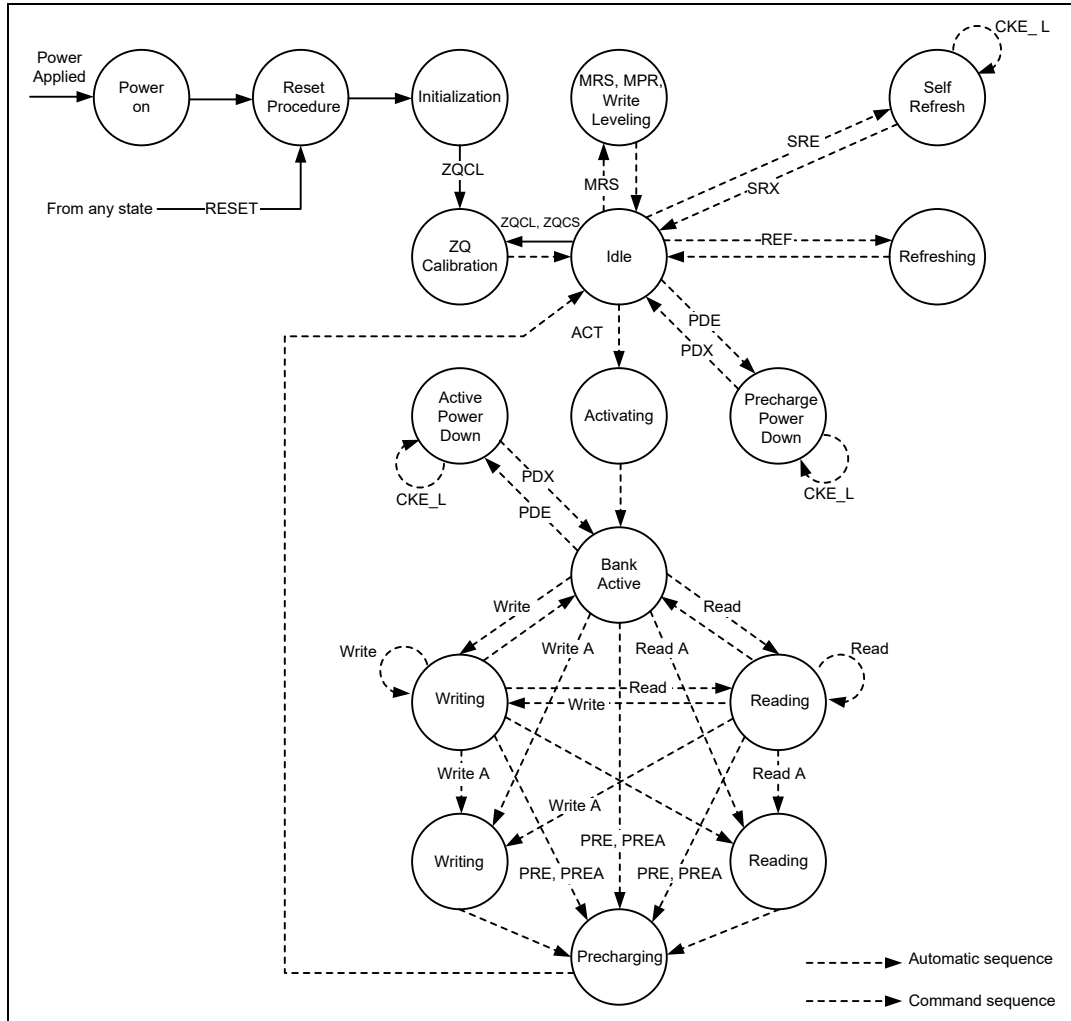 CKE_ L
Power
Applied
Power
on
Reset
Procedure
Initialization
MRS, MPR,
Write
Leveling
Self
Refresh
SRE
ZQCL
MRS
SRX
From any state
RESET
ZQCL, ZQCS
REF
ZQ
Calibration
Idle
Refreshing
PDE
ACT
PDX
Active
Power
Down
Activating
Precharge
Power
Down
PDX
CKE_L
CKE_L
PDE
Bank
Active
Write
Read
Write
Write A
Read A
Read
Writing
Read
Write
Reading
Write A
Read A
Write A
Writing
PRE, PREA
Reading
PRE, PREA
PRE, PREA
Precharging
Automatic sequence
Command sequence